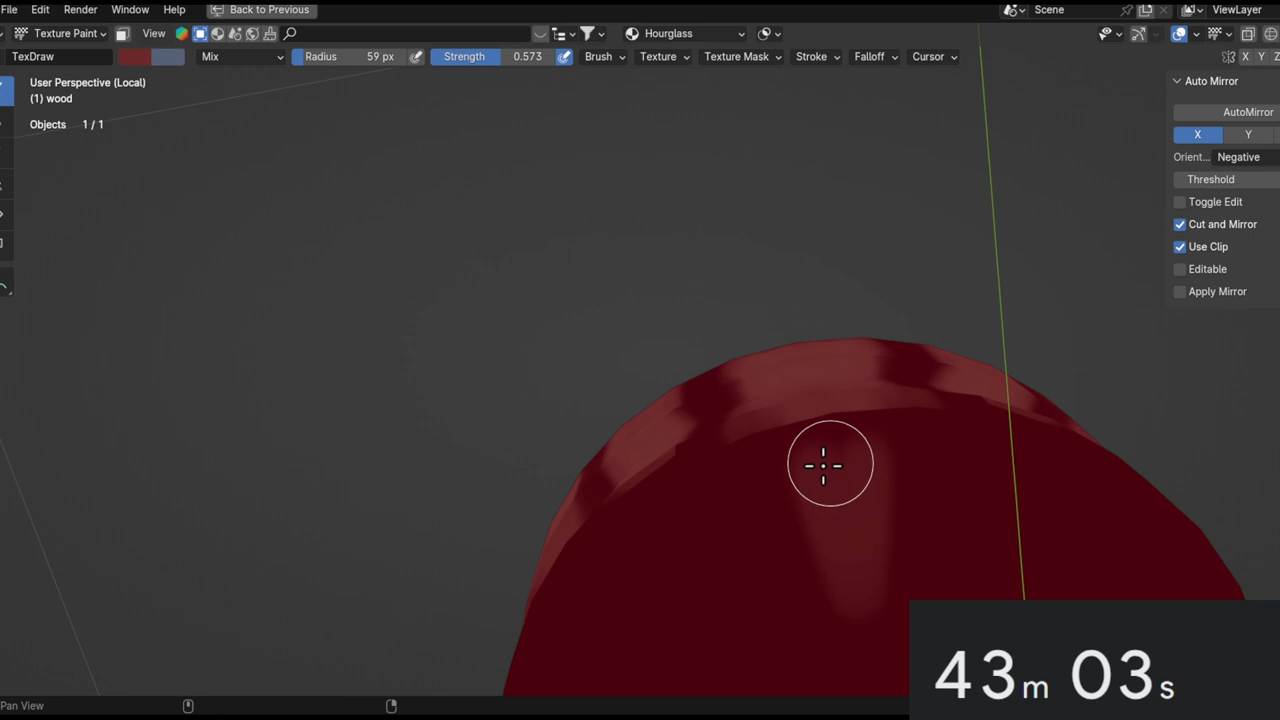 File Edit Render Window Help Back to Previous Scene ViewLayer
Texture Paint View Hourglass
TexDraw Mix Radius 59 px Strength 0.573 Brush Texture Texture Mask Stroke Falloff Cursor X Y Z
User Perspective (Local)
(1) wood
Objects 1 / 1
Auto Mirror
AutoMirror
X Y
Orient... Negative
Threshold
Toggle Edit
Cut and Mirror
Use Clip
Editable
Apply Mirror
43m 03s
Pan View